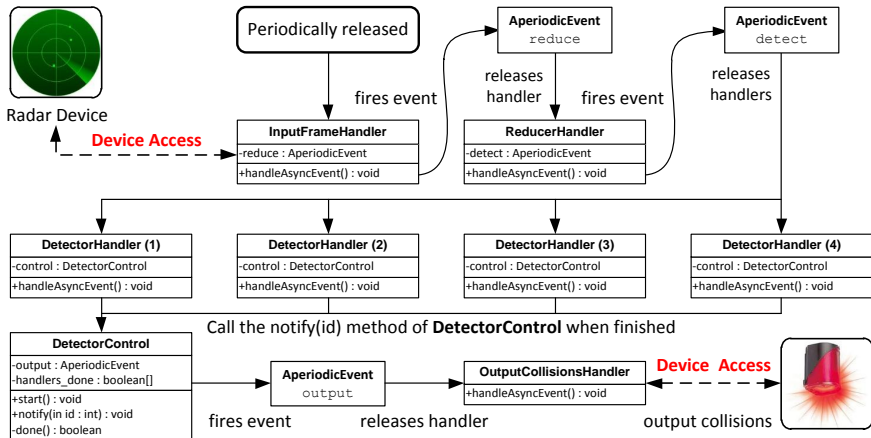 Periodically released
AperiodicEvent
reduce
AperiodicEvent
detect
Radar Device
fires event
releases
handler
fires event
releases
handlers
Device Access
InputFrameHandler
-reduce : AperiodicEvent
+handleAsyncEvent() : void
ReducerHandler
-detect : AperiodicEvent
+handleAsyncEvent() : void
DetectorHandler (1)
-control : DetectorControl
+handleAsyncEvent() : void
DetectorHandler (2)
-control : DetectorControl
+handleAsyncEvent() : void
DetectorHandler (3)
-control : DetectorControl
+handleAsyncEvent() : void
DetectorHandler (4)
-control : DetectorControl
+handleAsyncEvent() : void
Call the notify(id) method of DetectorControl when finished
DetectorControl
-output : AperiodicEvent
-handlers_done : boolean[]
+start() : void
+notify(in id : int) : void
-done() : boolean
fires event
AperiodicEvent
output
releases handler
OutputCollisionsHandler
+handleAsyncEvent() : void
Device Access
output collisions